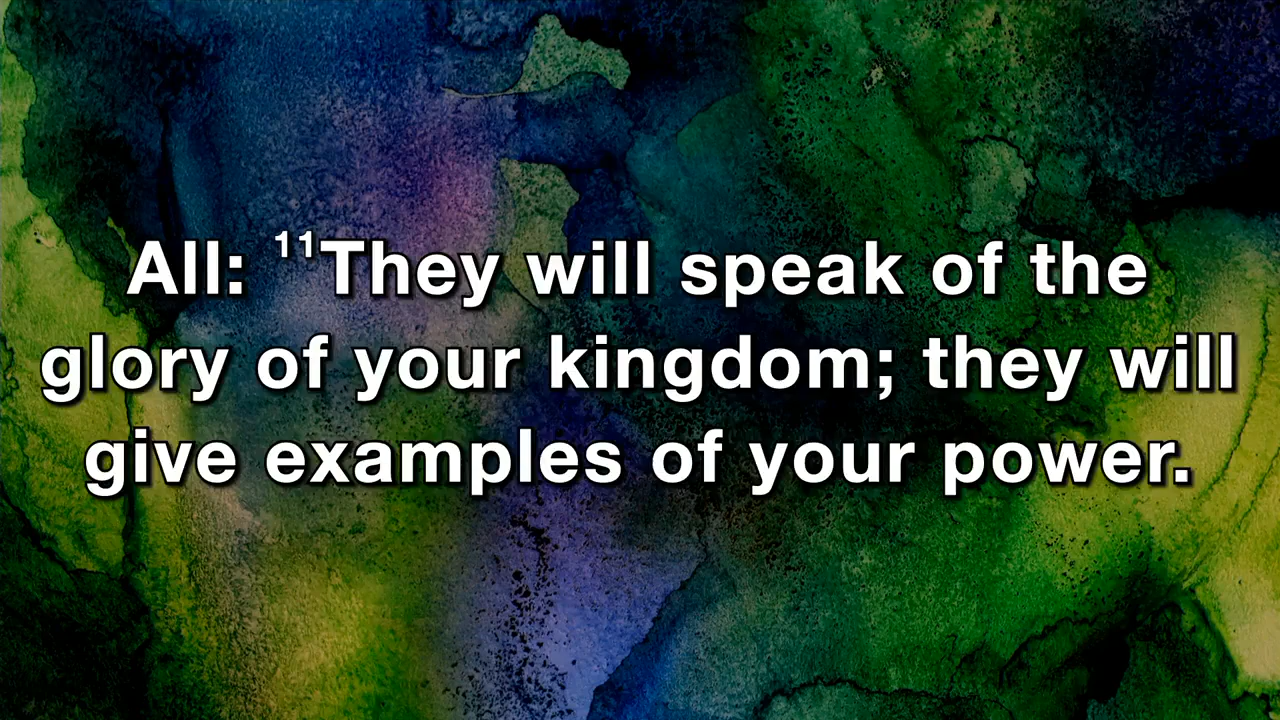 All: ¹¹They will speak of the
glory of your kingdom; they will
give examples of your power.